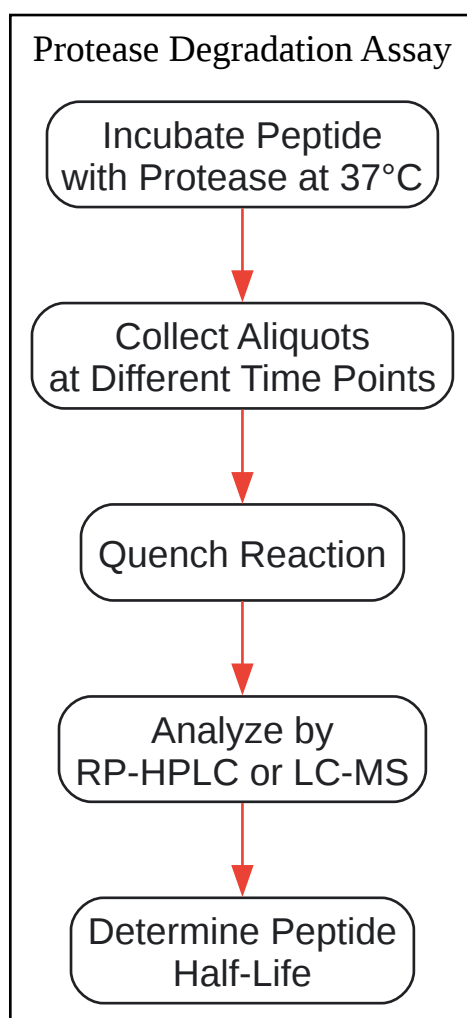 Protease Degradation Assay
Incubate Peptide
with Protease at 37°C
Collect Aliquots
at Different Time Points
Quench Reaction
Analyze by
RP-HPLC or LC-MS
Determine Peptide
Half-Life